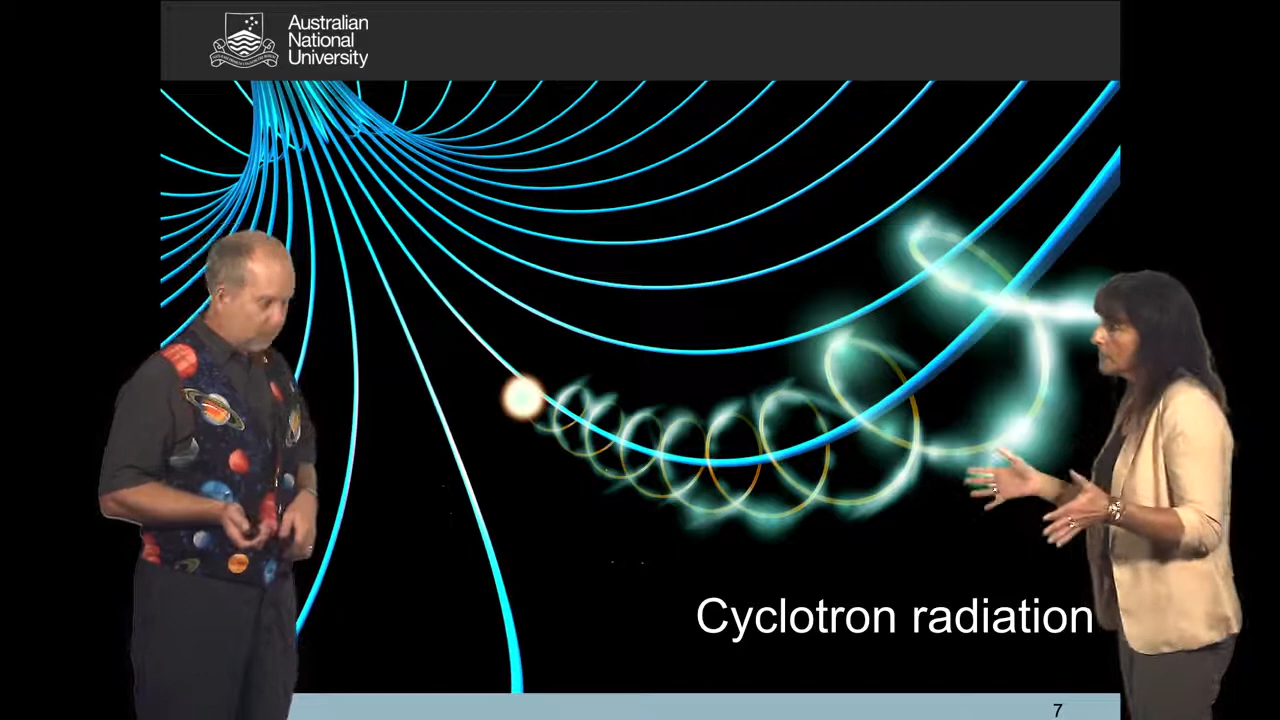 Australian
National
University
Cyclotron radiation
7